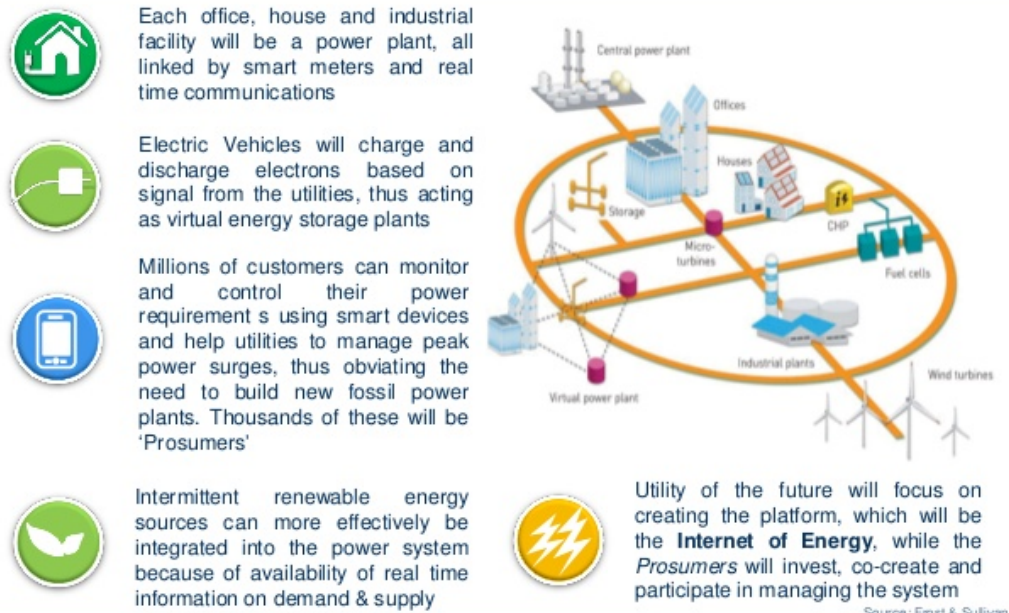 Each office, house and industrial
facility will be a power plant, all
linked by smart meters and real
time communications
Electric Vehicles will charge and
discharge electrons based on
signal from the utilities, thus acting
as virtual energy storage plants
Millions of customers can monitor
and control their power
requirement s using smart devices
and help utilities to manage peak
power surges, thus obviating the
need to build new fossil power
plants. Thousands of these will be
‘Prosumers’
Intermittent renewable energy
sources can more effectively be
integrated into the power system
because of availability of real time
information on demand & supply
Central power plant
Offices
Houses
Storage
CHP
Micro-
turbines
Fuel cells
Industrial plants
Wind turbines
Virtual power plant
Utility of the future will focus on
creating the platform, which will be
the Internet of Energy, while the
Prosumers will invest, co-create and
participate in managing the system
Source: Frost & Sullivan